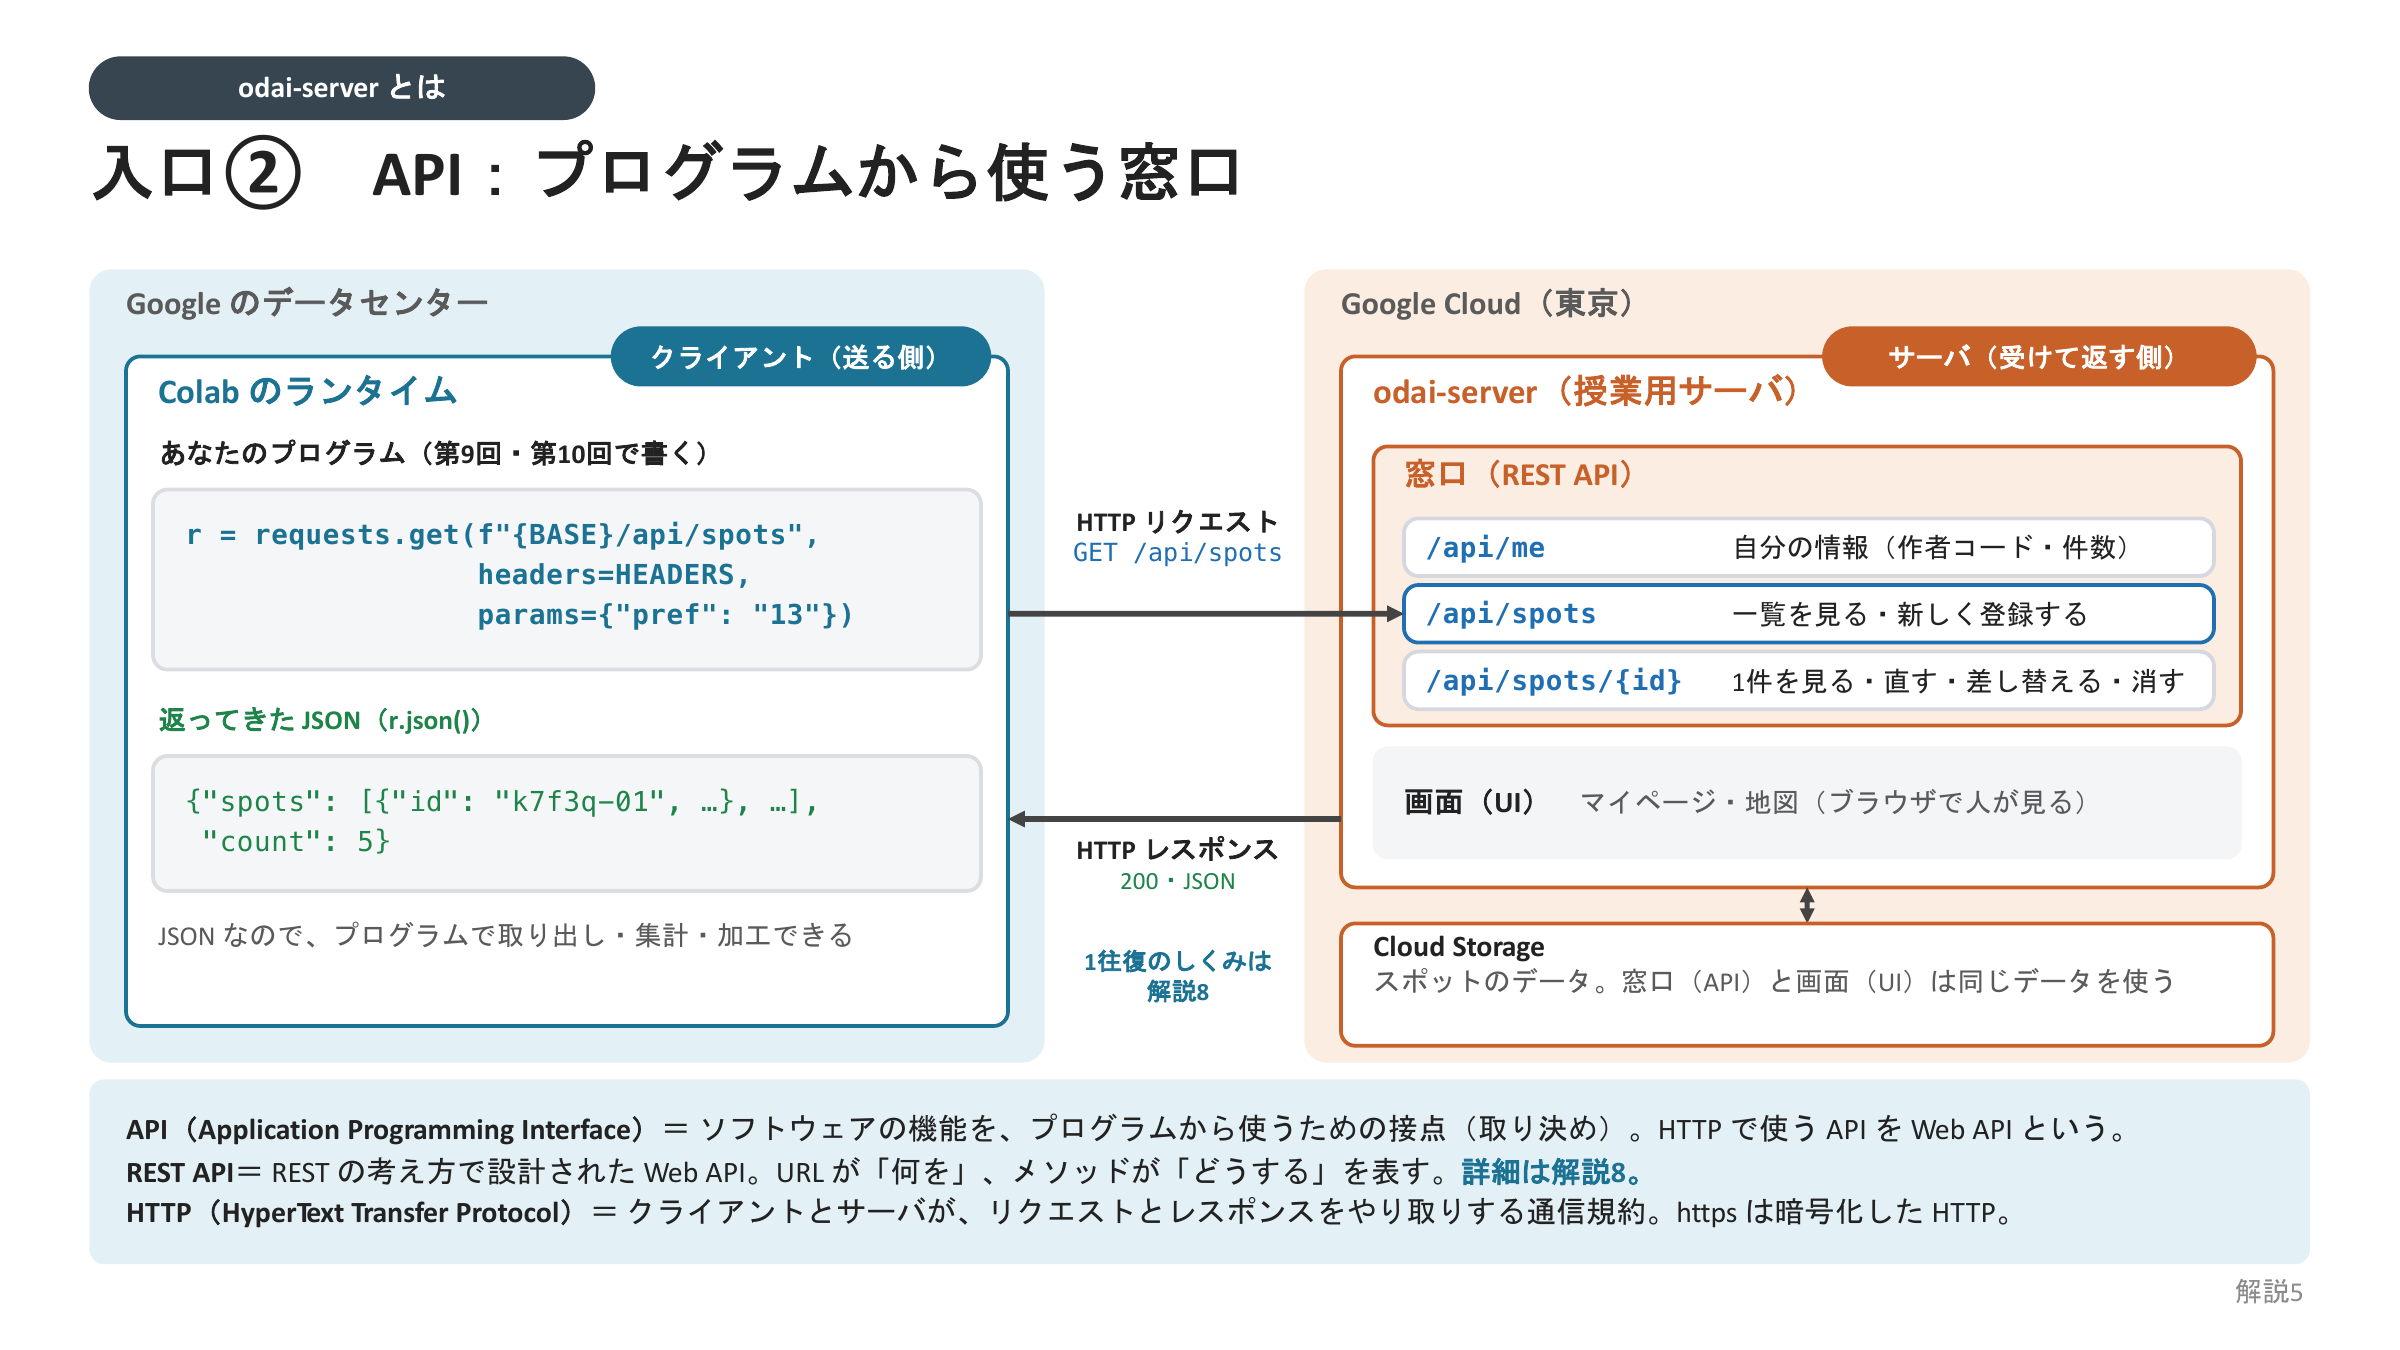 odai-server とは
入口②　API：プログラムから使う窓口
Google のデータセンター
クライアント（送る側）
Colab のランタイム
あなたのプログラム（第9回・第10回で書く）
r = requests.get(f"{BASE}/api/spots",
headers=HEADERS,
params={"pref": "13"})
返ってきた JSON（r.json()）
{"spots": [{"id": "k7f3q-01", …}, …],
"count": 5}
JSON なので、プログラムで取り出し・集計・加工できる
HTTP リクエスト
GET /api/spots
HTTP レスポンス
200・JSON
1往復のしくみは
解説8
Google Cloud（東京）
サーバ（受けて返す側）
odai-server（授業用サーバ）
窓口（REST API）
/api/me 自分の情報（作者コード・件数）
/api/spots 一覧を見る・新しく登録する
/api/spots/{id} 1件を見る・直す・差し替える・消す
画面（UI） マイページ・地図（ブラウザで人が見る）
Cloud Storage
スポットのデータ。窓口（API）と画面（UI）は同じデータを使う
API（Application Programming Interface）＝ ソフトウェアの機能を、プログラムから使うための接点（取り決め）。HTTP で使う API を Web API という。
REST API＝ REST の考え方で設計された Web API。URL が「何を」、メソッドが「どうする」を表す。詳細は解説8。
HTTP（HyperText Transfer Protocol）＝ クライアントとサーバが、リクエストとレスポンスをやり取りする通信規約。https は暗号化した HTTP。
解説5